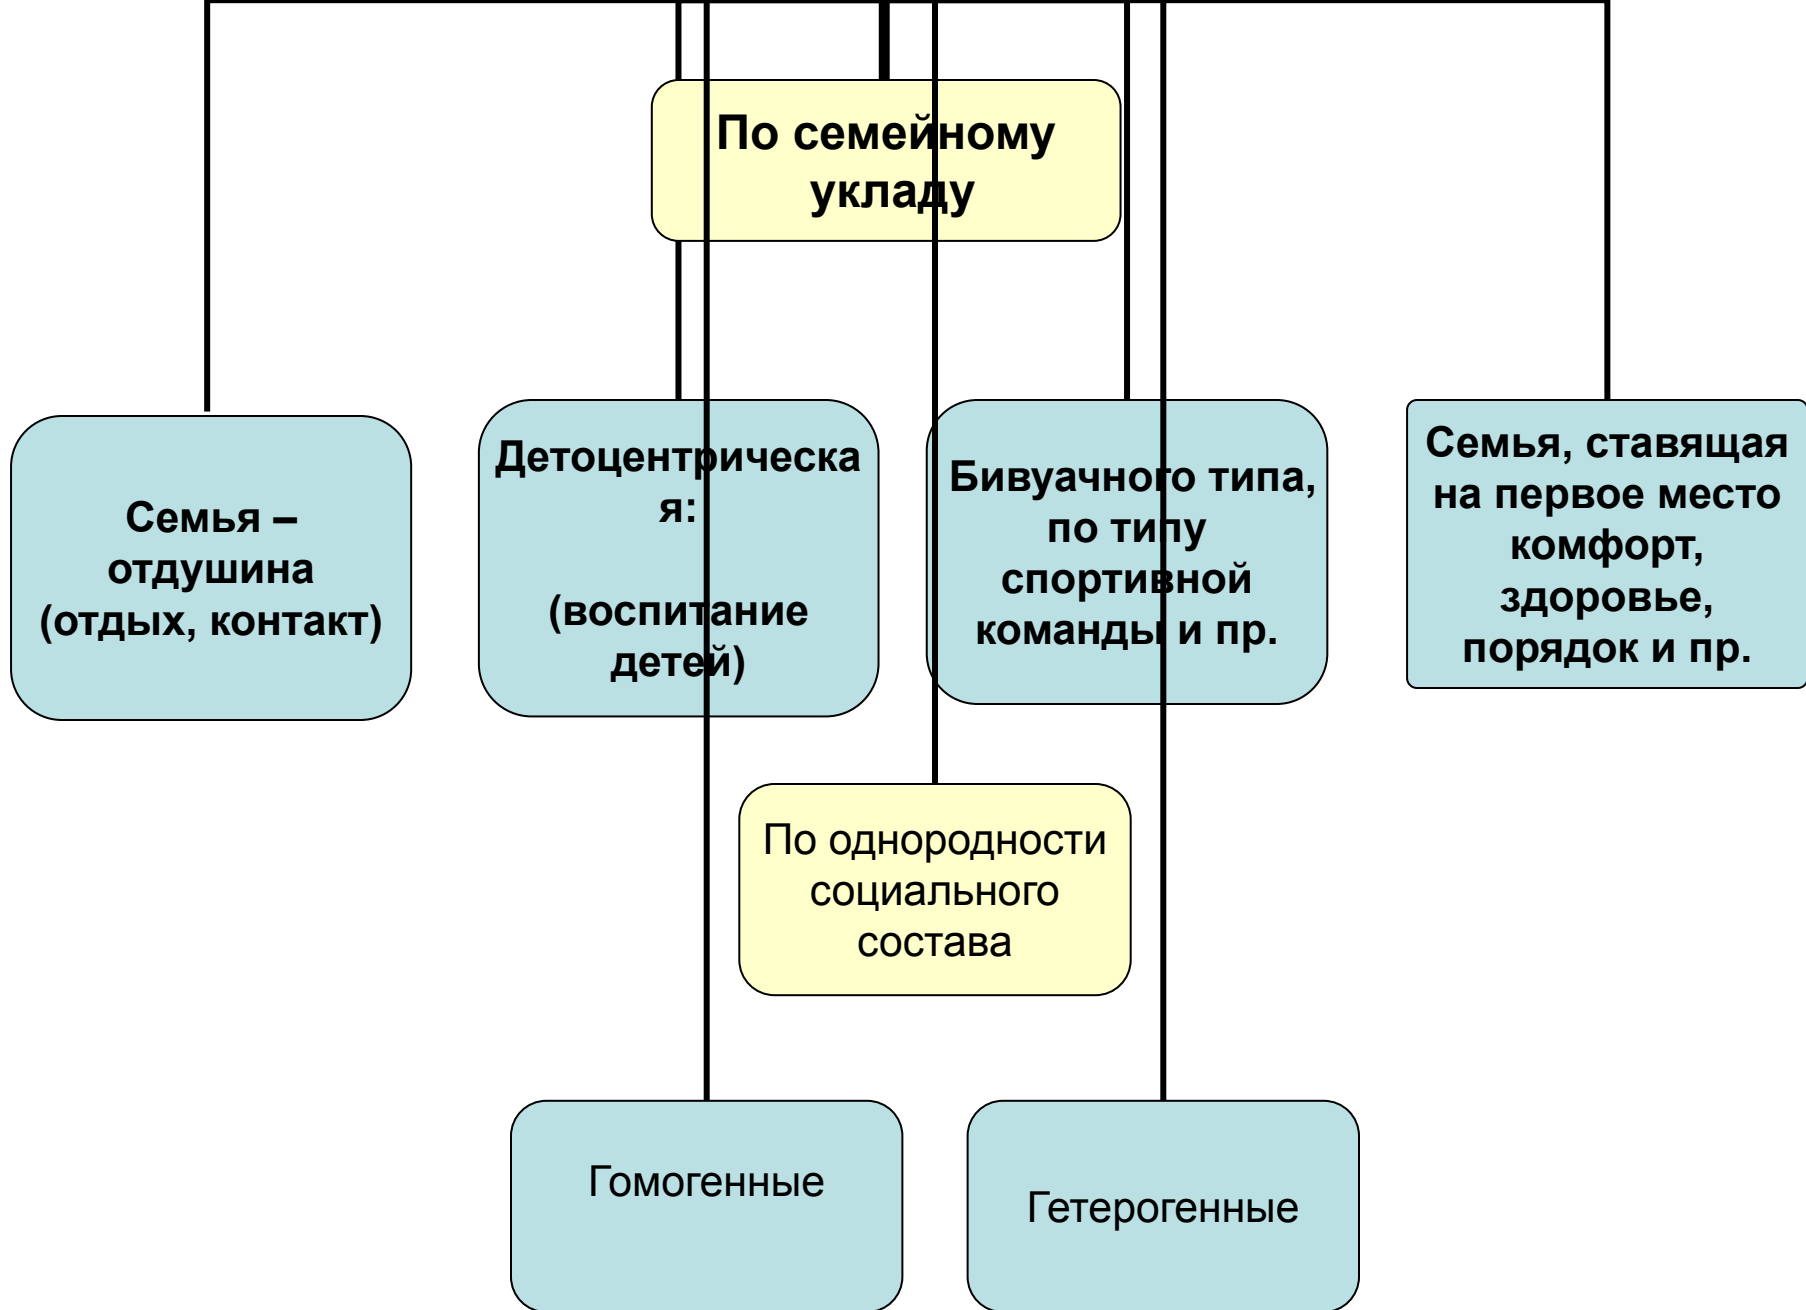 По семейному
укладу
Семья –
отдушина
(отдых, контакт)
Детоцентрическа
я:
(воспитание
детей)
Бивуачного типа,
по типу
спортивной
команды и пр.
Семья, ставящая
на первое место
комфорт,
здоровье,
порядок и пр.
По однородности
социального
состава
Гомогенные
Гетерогенные